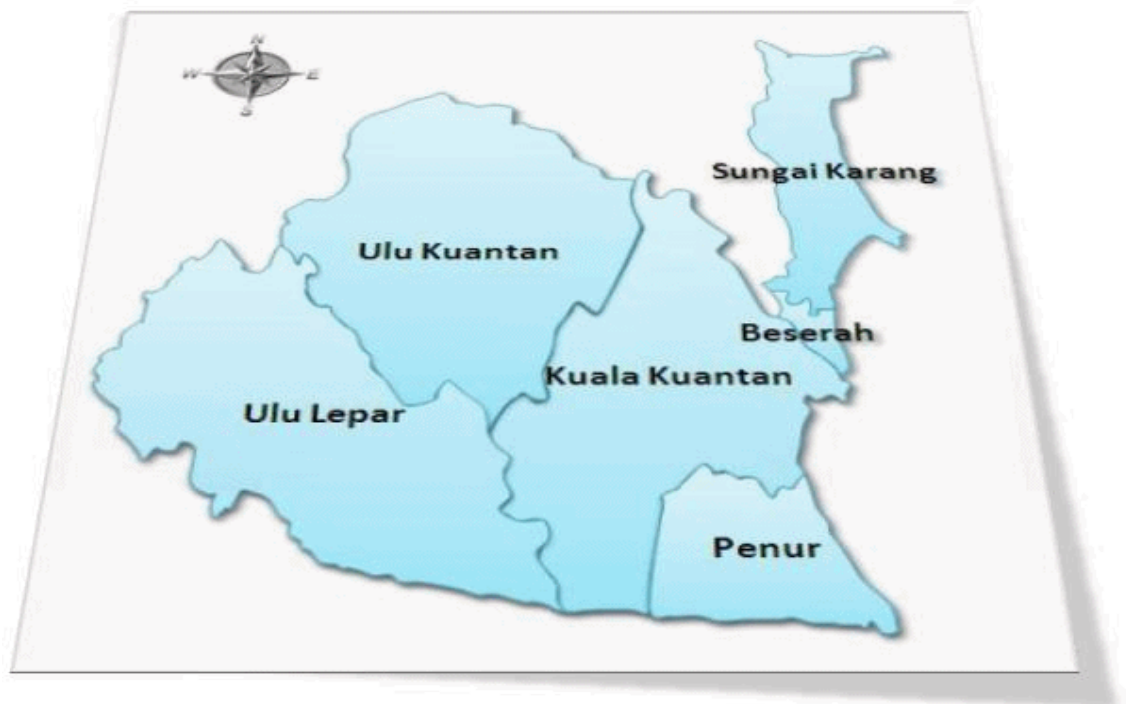 N
W E
S
Sungai Karang
Ulu Kuantan
Beserah
Kuala Kuantan
Ulu Lepar
Penur